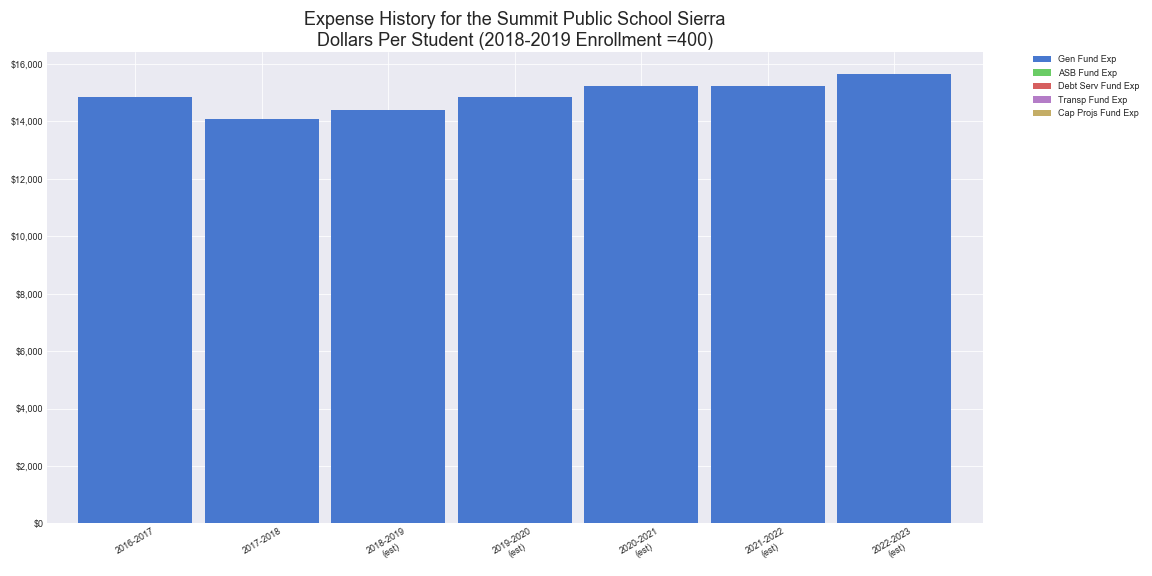 Expense History for the Summit Public School Sierra
Dollars Per Student (2018-2019 Enrollment =400)
$16,000
$14,000
$12,000
$10,000
$8,000
$6,000
$4,000
$2,000
$0
2016-2017
2017-2018
2018-2019
(est)
2019-2020
(est)
2020-2021
(est)
2021-2022
(est)
2022-2023
(est)
Gen Fund Exp
ASB Fund Exp
Debt Serv Fund Exp
Transp Fund Exp
Cap Projs Fund Exp